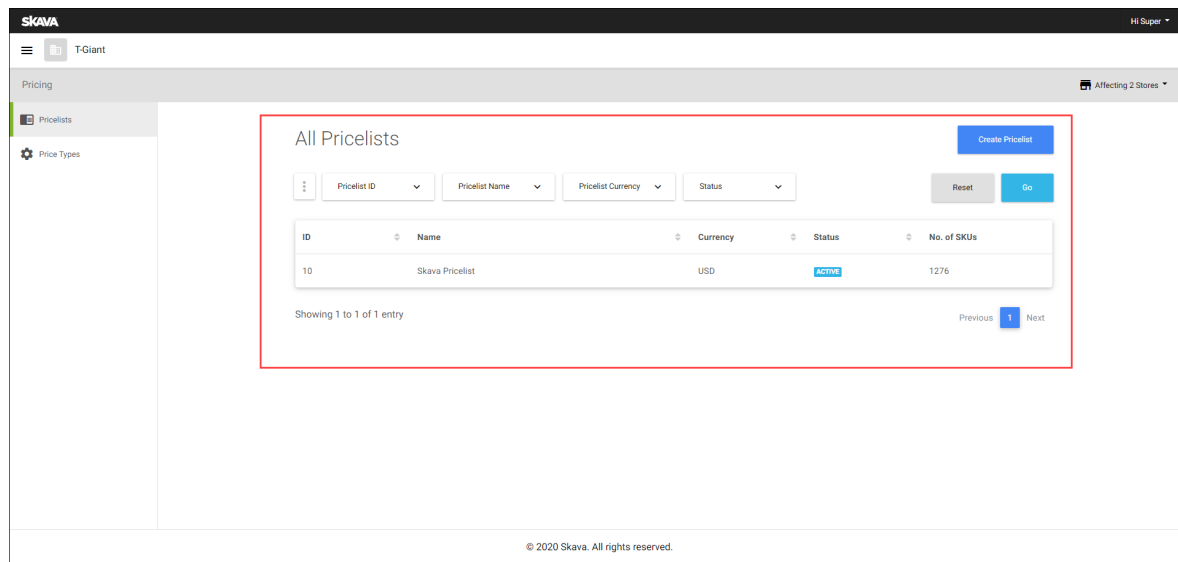 SKAVA
Hi Super
T-Giant
Pricing
Affecting 2 Stores
Pricelists
Price Types
All Pricelists
Create Pricelist
Pricelist ID Pricelist Name Pricelist Currency Status Reset Go
ID Name Currency Status No. of SKUs
10 Skava Pricelist USD ACTIVE 1276
Showing 1 to 1 of 1 entry
Previous 1 Next
© 2020 Skava. All rights reserved.